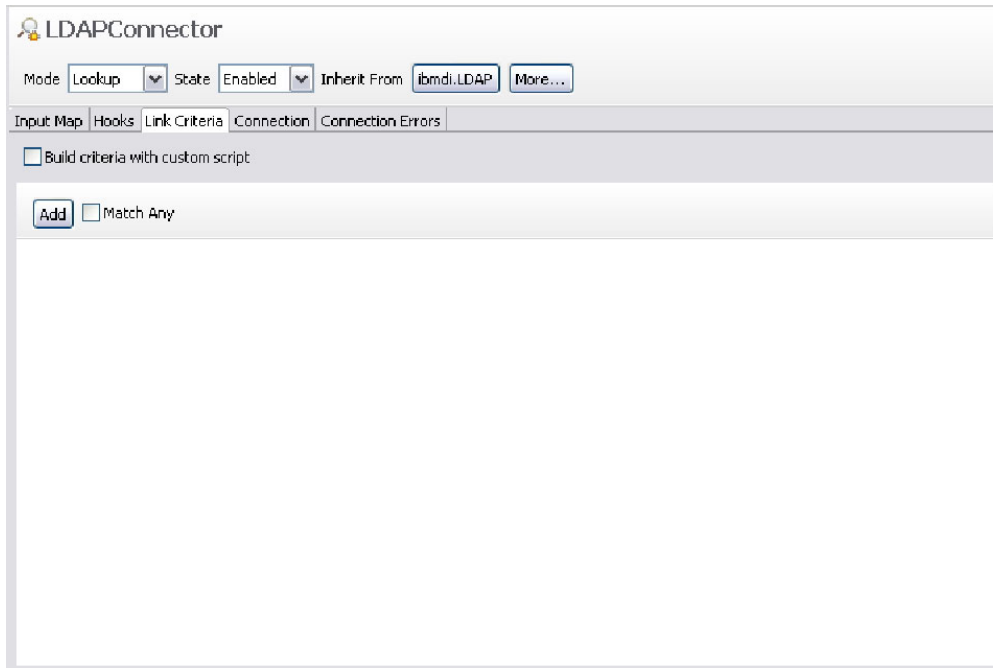 LDAPConnector
Mode Lookup State Enabled Inherit From ibmdi.LDAP More...
Input Map Hooks Link Criteria Connection Connection Errors
Build criteria with custom script
Add Match Any